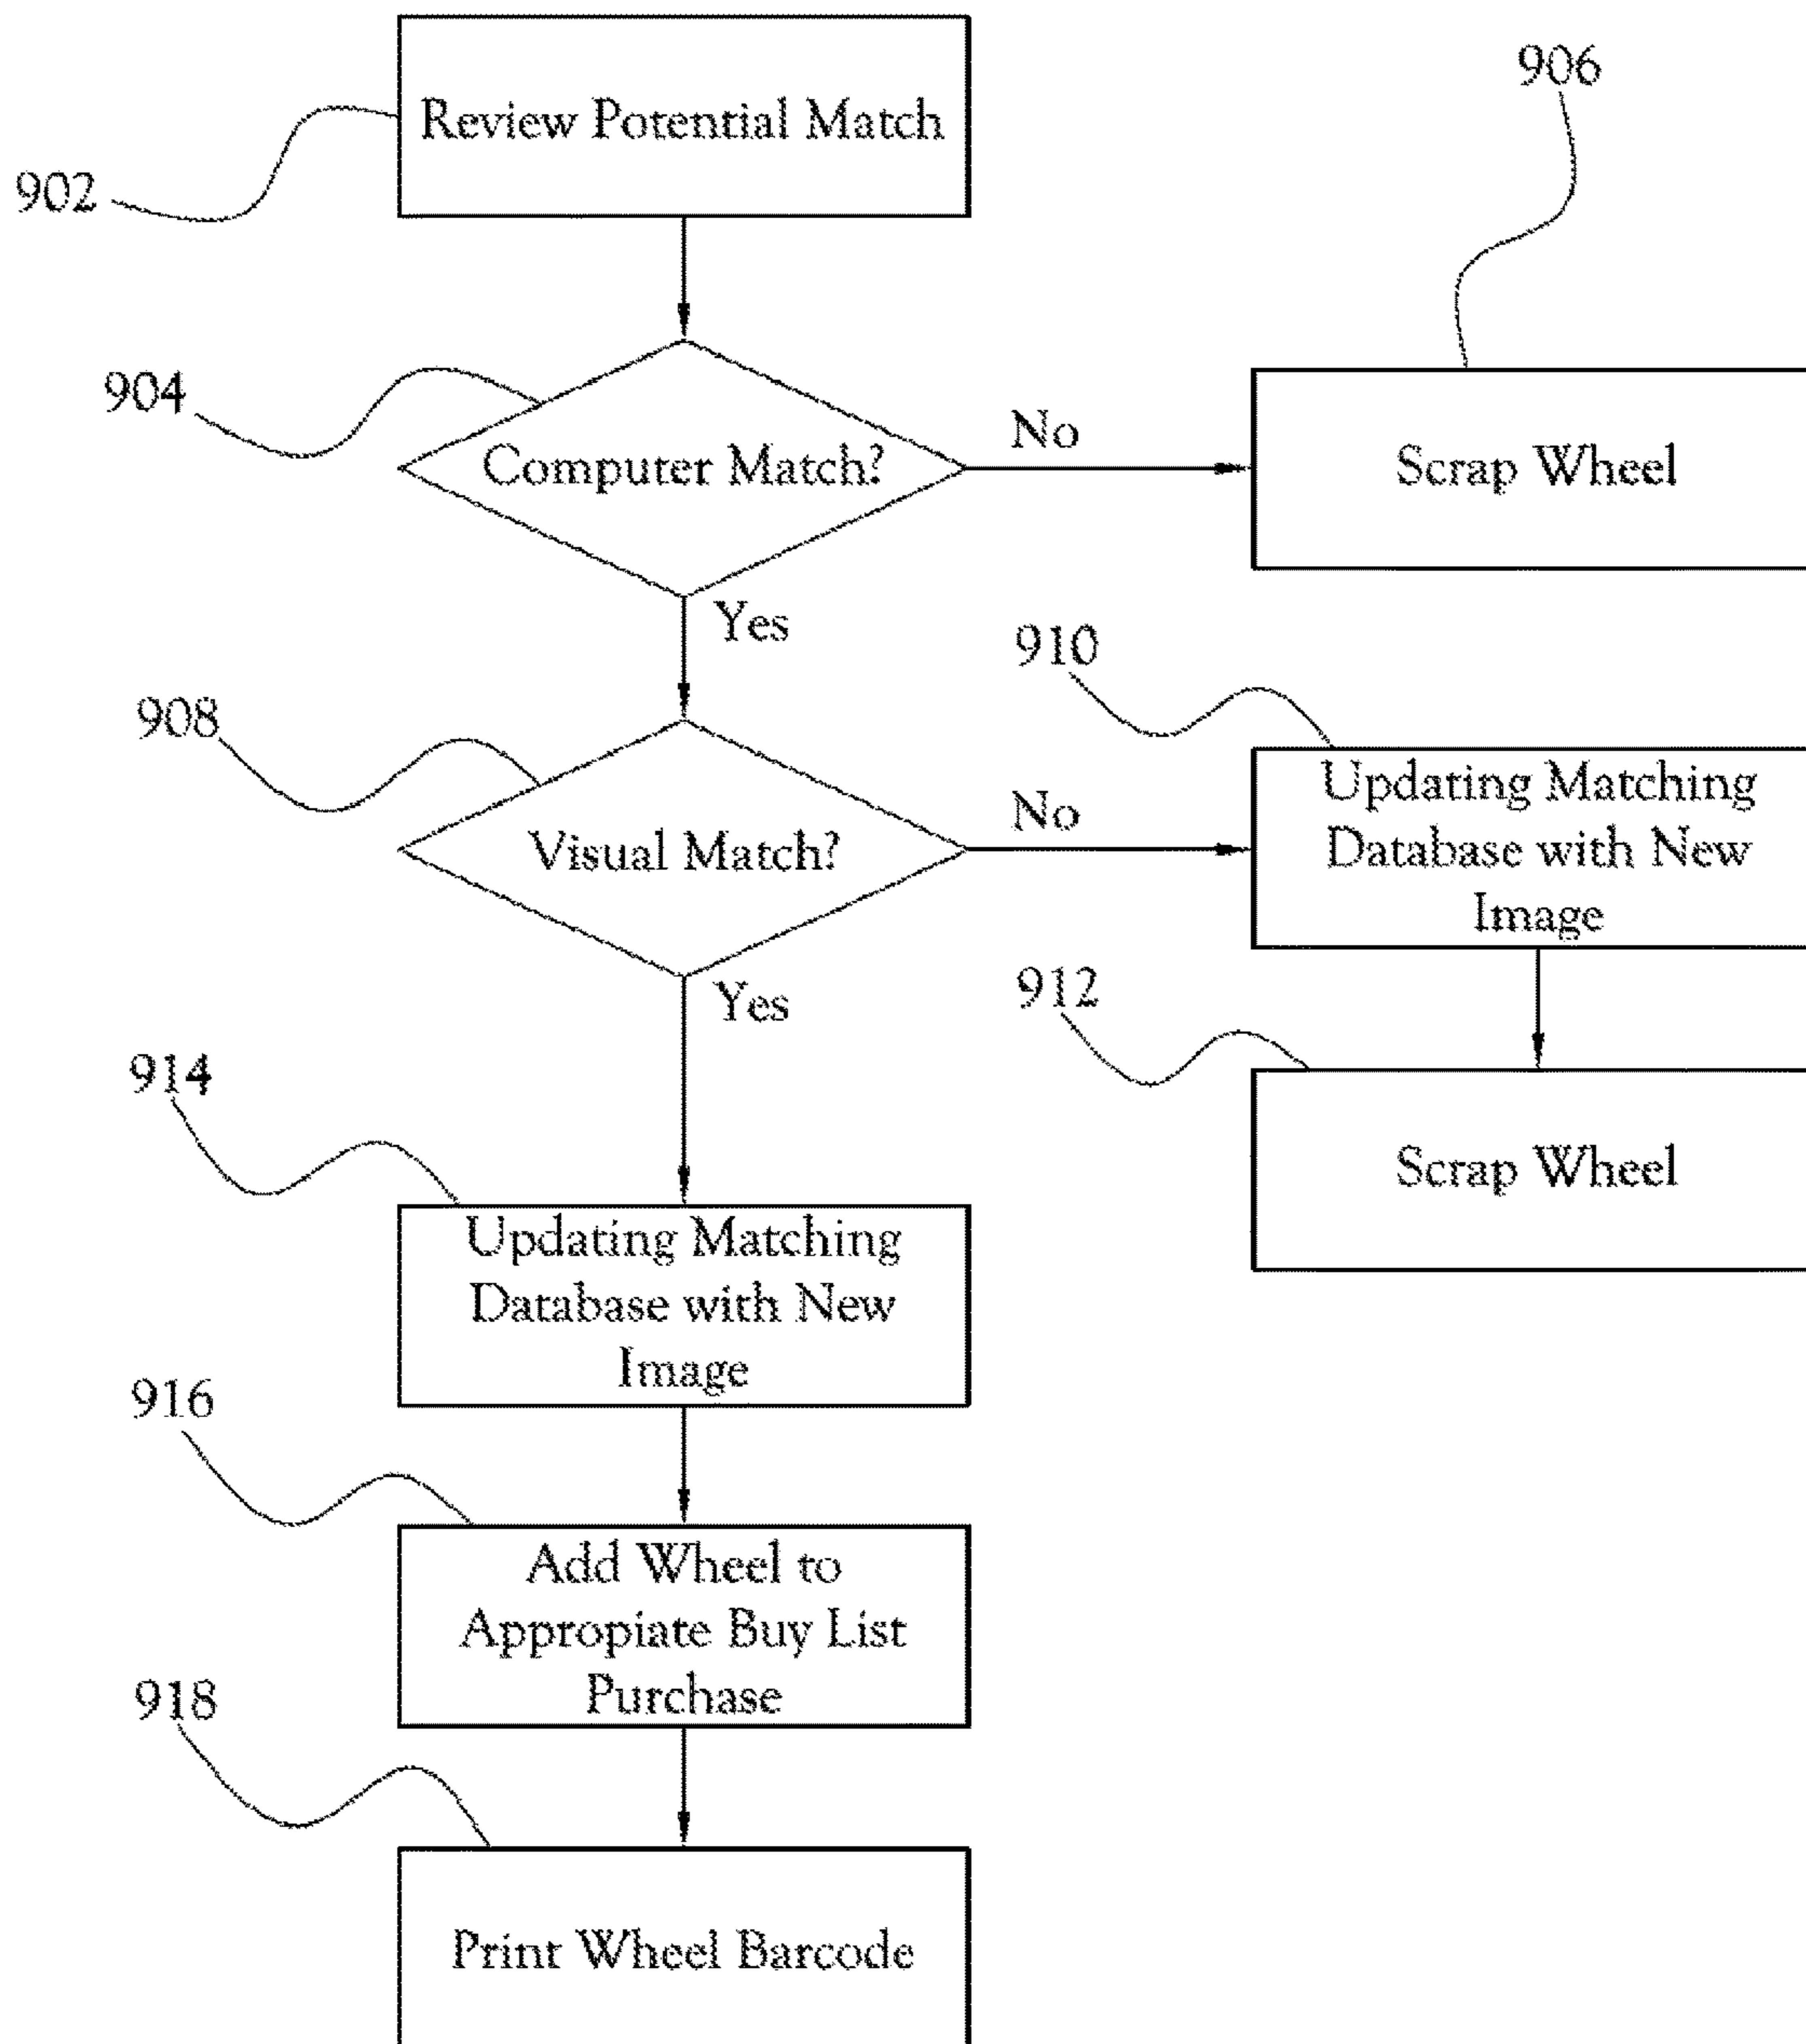 Review Potential Match
906
902
904
Computer Match?
No
Scrap Wheel
Yes
910
908
Visual Match?
No
Updating Matching
Database with New
Image
Yes
912
Scrap Wheel
914
Updating Matching
Database with New
Image
916
Add Wheel to
Appropiate Buy List
Purchase
918
Print Wheel Barcode